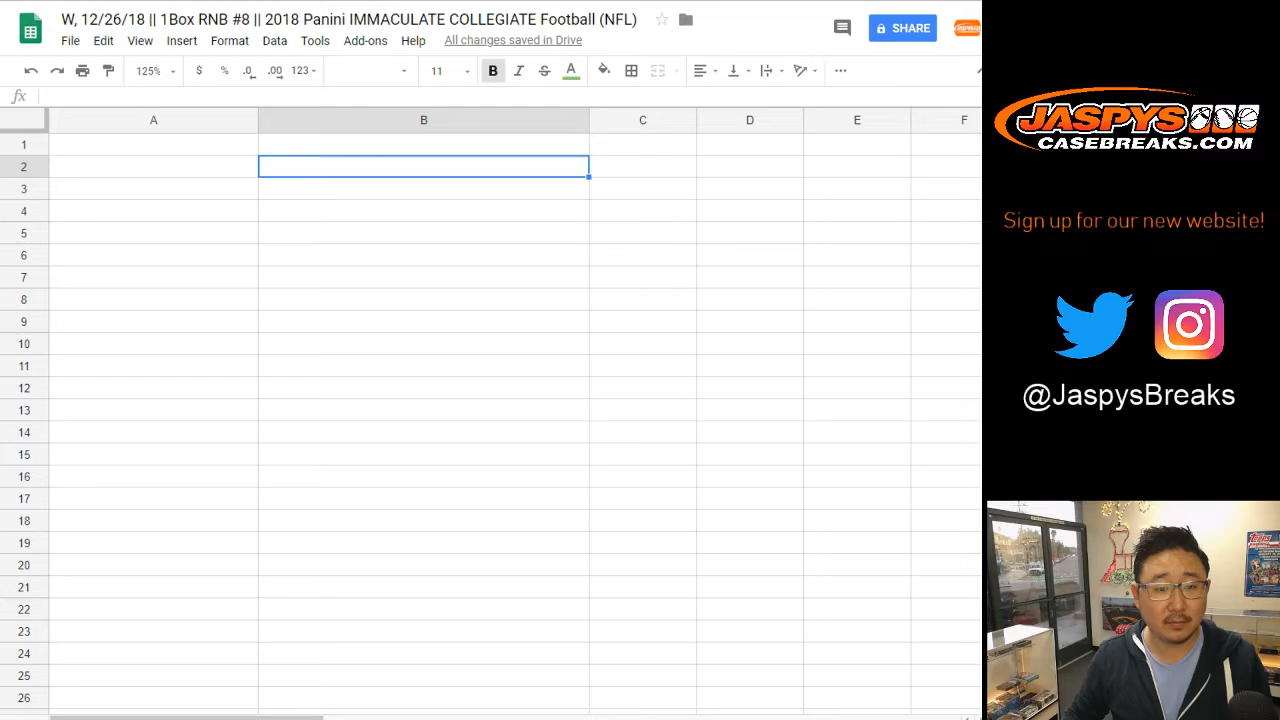 W, 12/26/18 || 1Box RNB #8 || 2018 Panini IMMACULATE COLLEGIATE Football (NFL)
File Edit View Insert Format Tools Add-ons Help All changes saved in Drive
SHARE
125% $ % .0 .00 123 11 B I S A
fx
A B C D E F
1
2
3
4
5
6
7
8
9
10
11
12
13
14
15
16
17
18
19
20
21
22
23
24
25
26
JASPYS
CASEBREAKS.COM
Sign up for our new website!
@JaspysBreaks
Topps